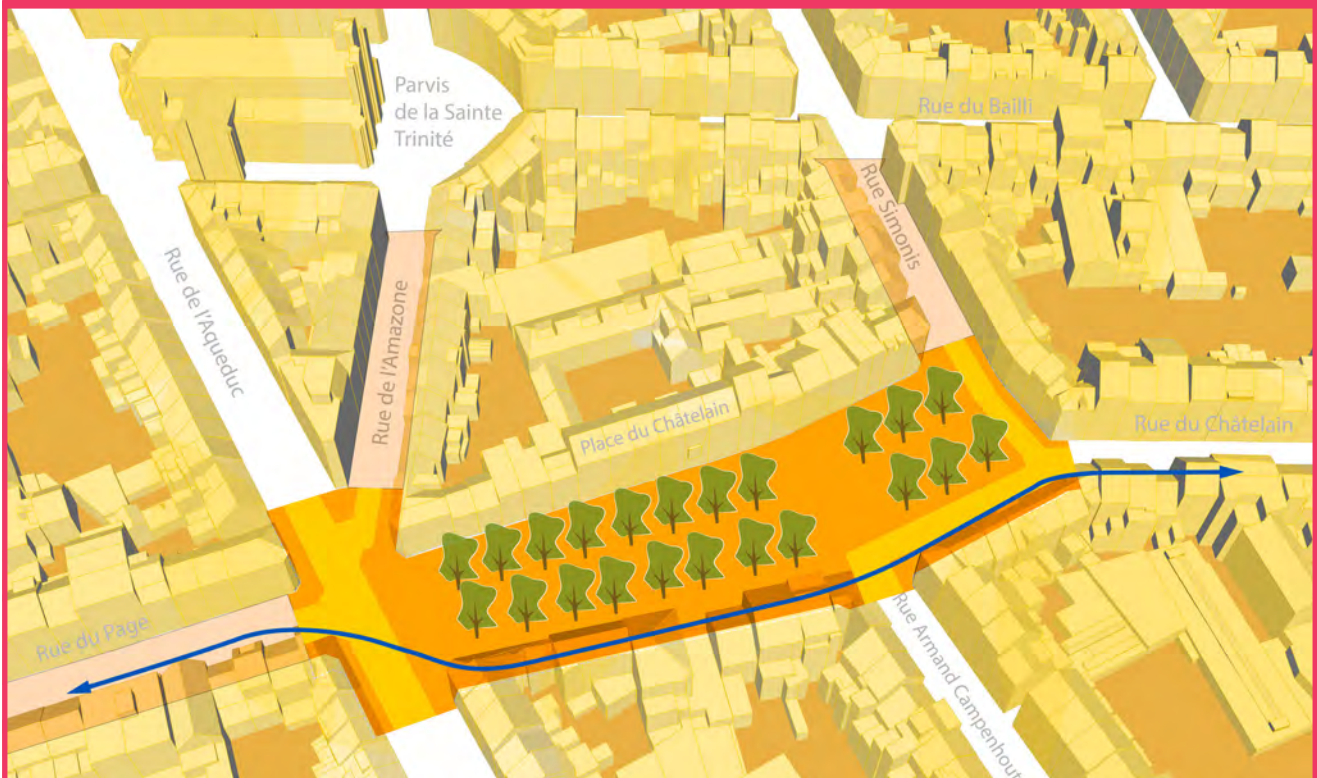 Parvis
de la Sainte
Trinité
Rue du Bailli
Rue Simonis
Rue de l'Aqueduc
Rue de l'Amazone
Place du Châtelain
Rue du Châtelain
Rue du Page
Rue Armand Campenhout